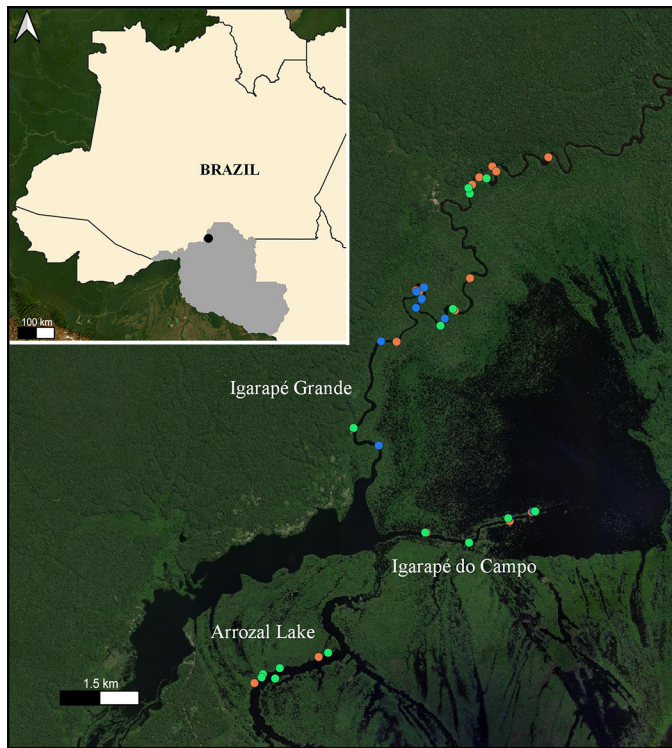 BRAZIL
100 km
Igarapé Grande
Igarapé do Campo
Arrozal Lake
1.5 km